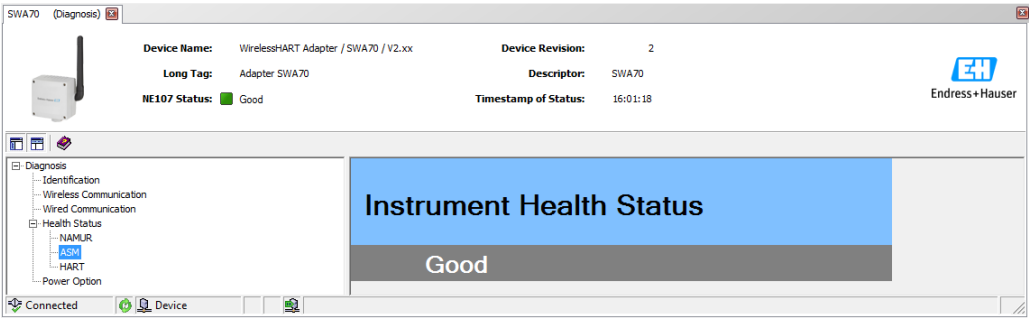 SWA70 (Diagnosis)
Device Name: WirelessHART Adapter / SWA70 / V2.xx Device Revision: 2
Long Tag: Adapter SWA70 Descriptor: SWA70
NE107 Status: Good Timestamp of Status: 16:01:18
EH
Endress+Hauser
Diagnosis
Identification
Wireless Communication
Wired Communication
Health Status
NAMUR
ASM
HART
Power Option
Instrument Health Status
Good
Connected Device